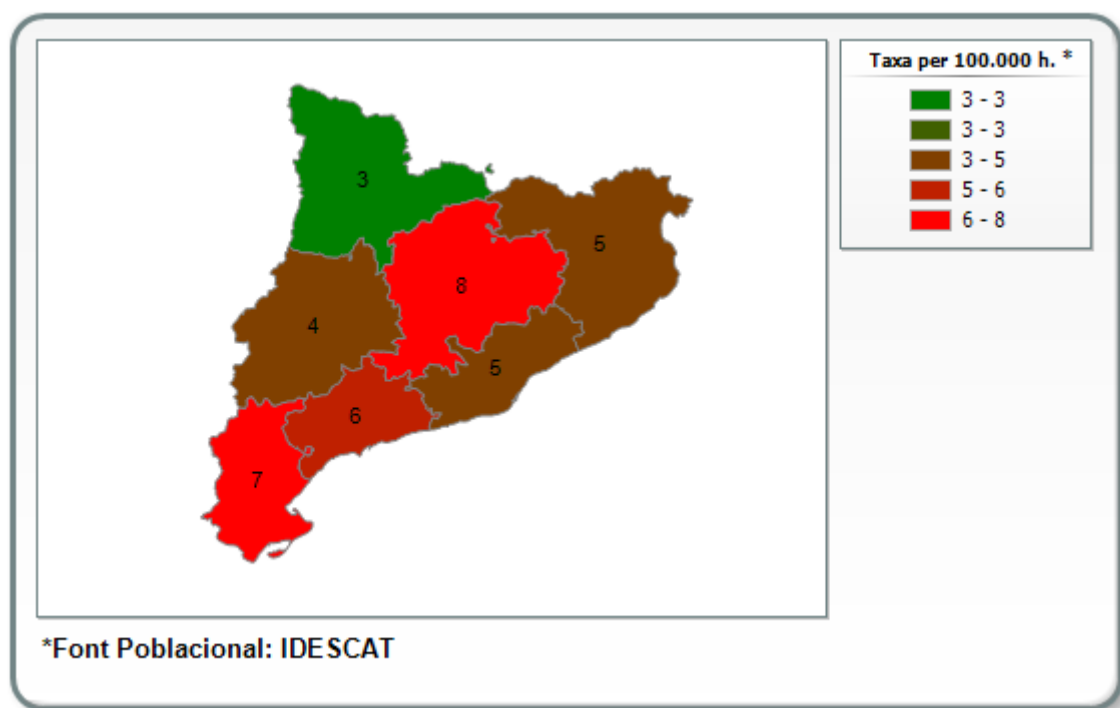 Taxa per 100.000 h. *
3 - 3
3 - 3
3 - 5
5 - 6
6 - 8
3
5
8
4
5
6
7
*Font Poblacional: IDESCAT